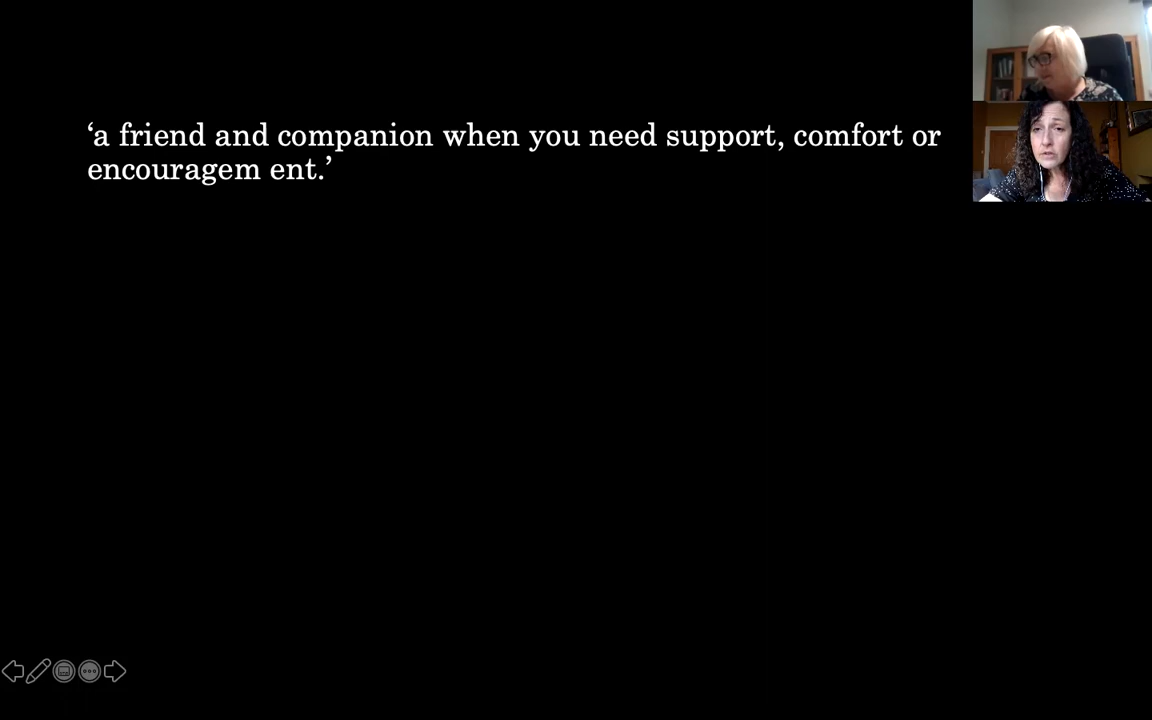 ‘a friend and companion when you need support, comfort or
encouragem ent.’